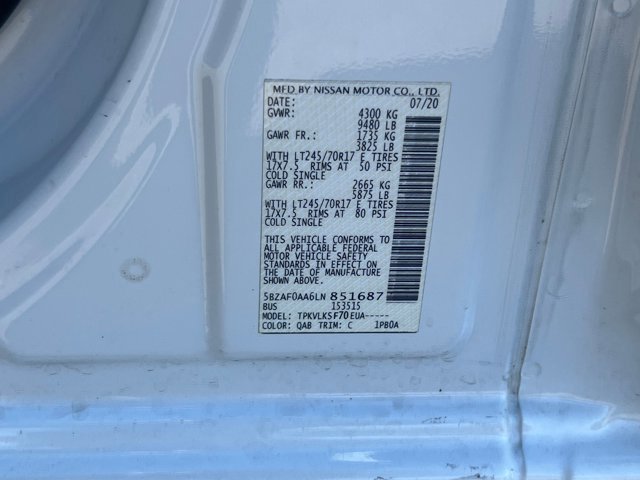 MFD BY NISSAN MOTOR CO., LTD.
DATE: 07/20
GVWR: 4300 KG
9480 LB
GAWR FR.: 1735 KG
3825 LB
WITH LT245/70R17 E TIRES
17X7.5 RIMS AT 50 PSI
COLD SINGLE
GAWR RR.: 2665 KG
5875 LB
WITH LT245/70R17 E TIRES
17X7.5 RIMS AT 80 PSI
COLD SINGLE
THIS VEHICLE CONFORMS TO
ALL APPLICABLE FEDERAL
MOTOR VEHICLE SAFETY
STANDARDS IN EFFECT ON
THE DATE OF MANUFACTURE
SHOWN ABOVE.
5BZAF0AA6LN851687
BUS 153515
MODEL: TPKVLKSF70EUA-----
COLOR: QAB TRIM: C 1PB0A